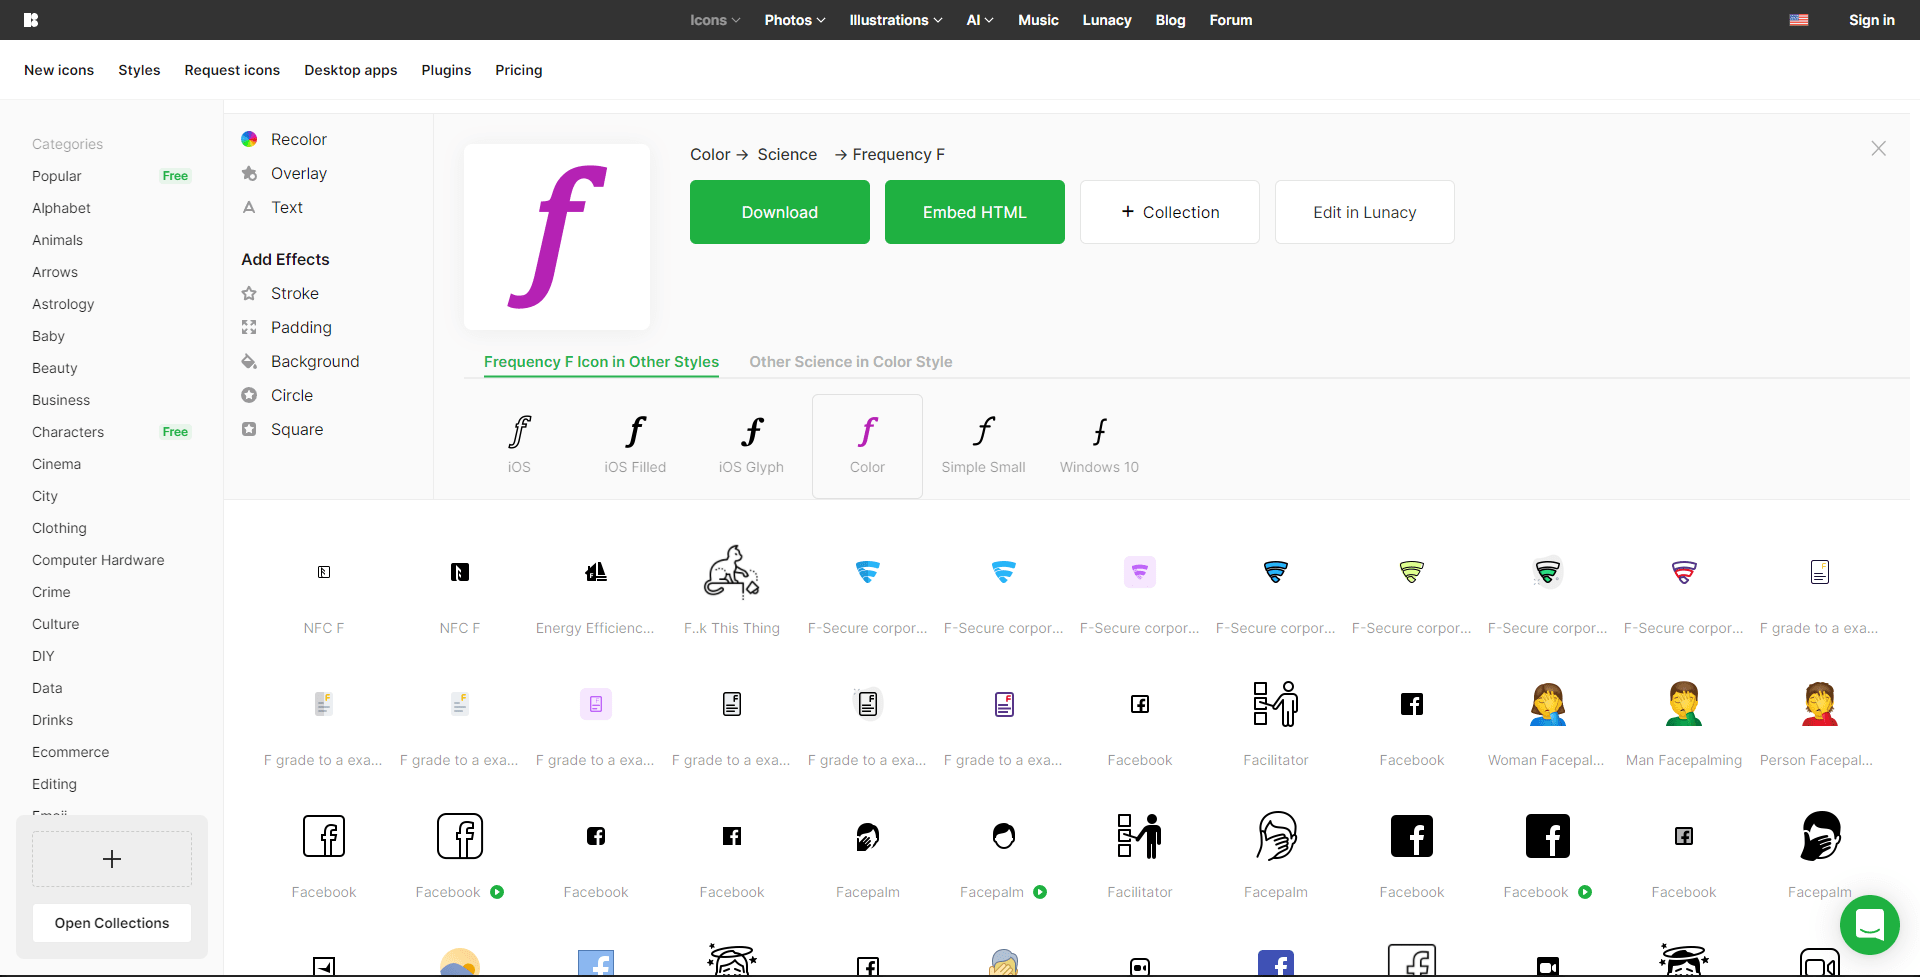 Icons
Photos
Illustrations
AI
Music
Lunacy
Blog
Forum
Sign in
New icons
Styles
Request icons
Desktop apps
Plugins
Pricing
Categories
Popular Free
Alphabet
Animals
Arrows
Astrology
Baby
Beauty
Business
Characters Free
Cinema
City
Clothing
Computer Hardware
Crime
Culture
DIY
Data
Drinks
Ecommerce
Editing
Emoji
Open Collections
Recolor
Overlay
Text
Add Effects
Stroke
Padding
Background
Circle
Square
Color → Science → Frequency F
Download
Embed HTML
+ Collection
Edit in Lunacy
Frequency F Icon in Other Styles
Other Science in Color Style
iOS
iOS Filled
iOS Glyph
Color
Simple Small
Windows 10
NFC F
NFC F
Energy Efficienc...
F..k This Thing
F-Secure corpor...
F-Secure corpor...
F-Secure corpor...
F-Secure corpor...
F-Secure corpor...
F-Secure corpor...
F-Secure corpor...
F grade to a exa...
F grade to a exa...
F grade to a exa...
F grade to a exa...
F grade to a exa...
F grade to a exa...
F grade to a exa...
Facebook
Facilitator
Facebook
Woman Facepal...
Man Facepalming
Person Facepal...
Facebook
Facebook
Facebook
Facebook
Facepalm
Facepalm
Facilitator
Facepalm
Facebook
Facebook
Facebook
Facepalm